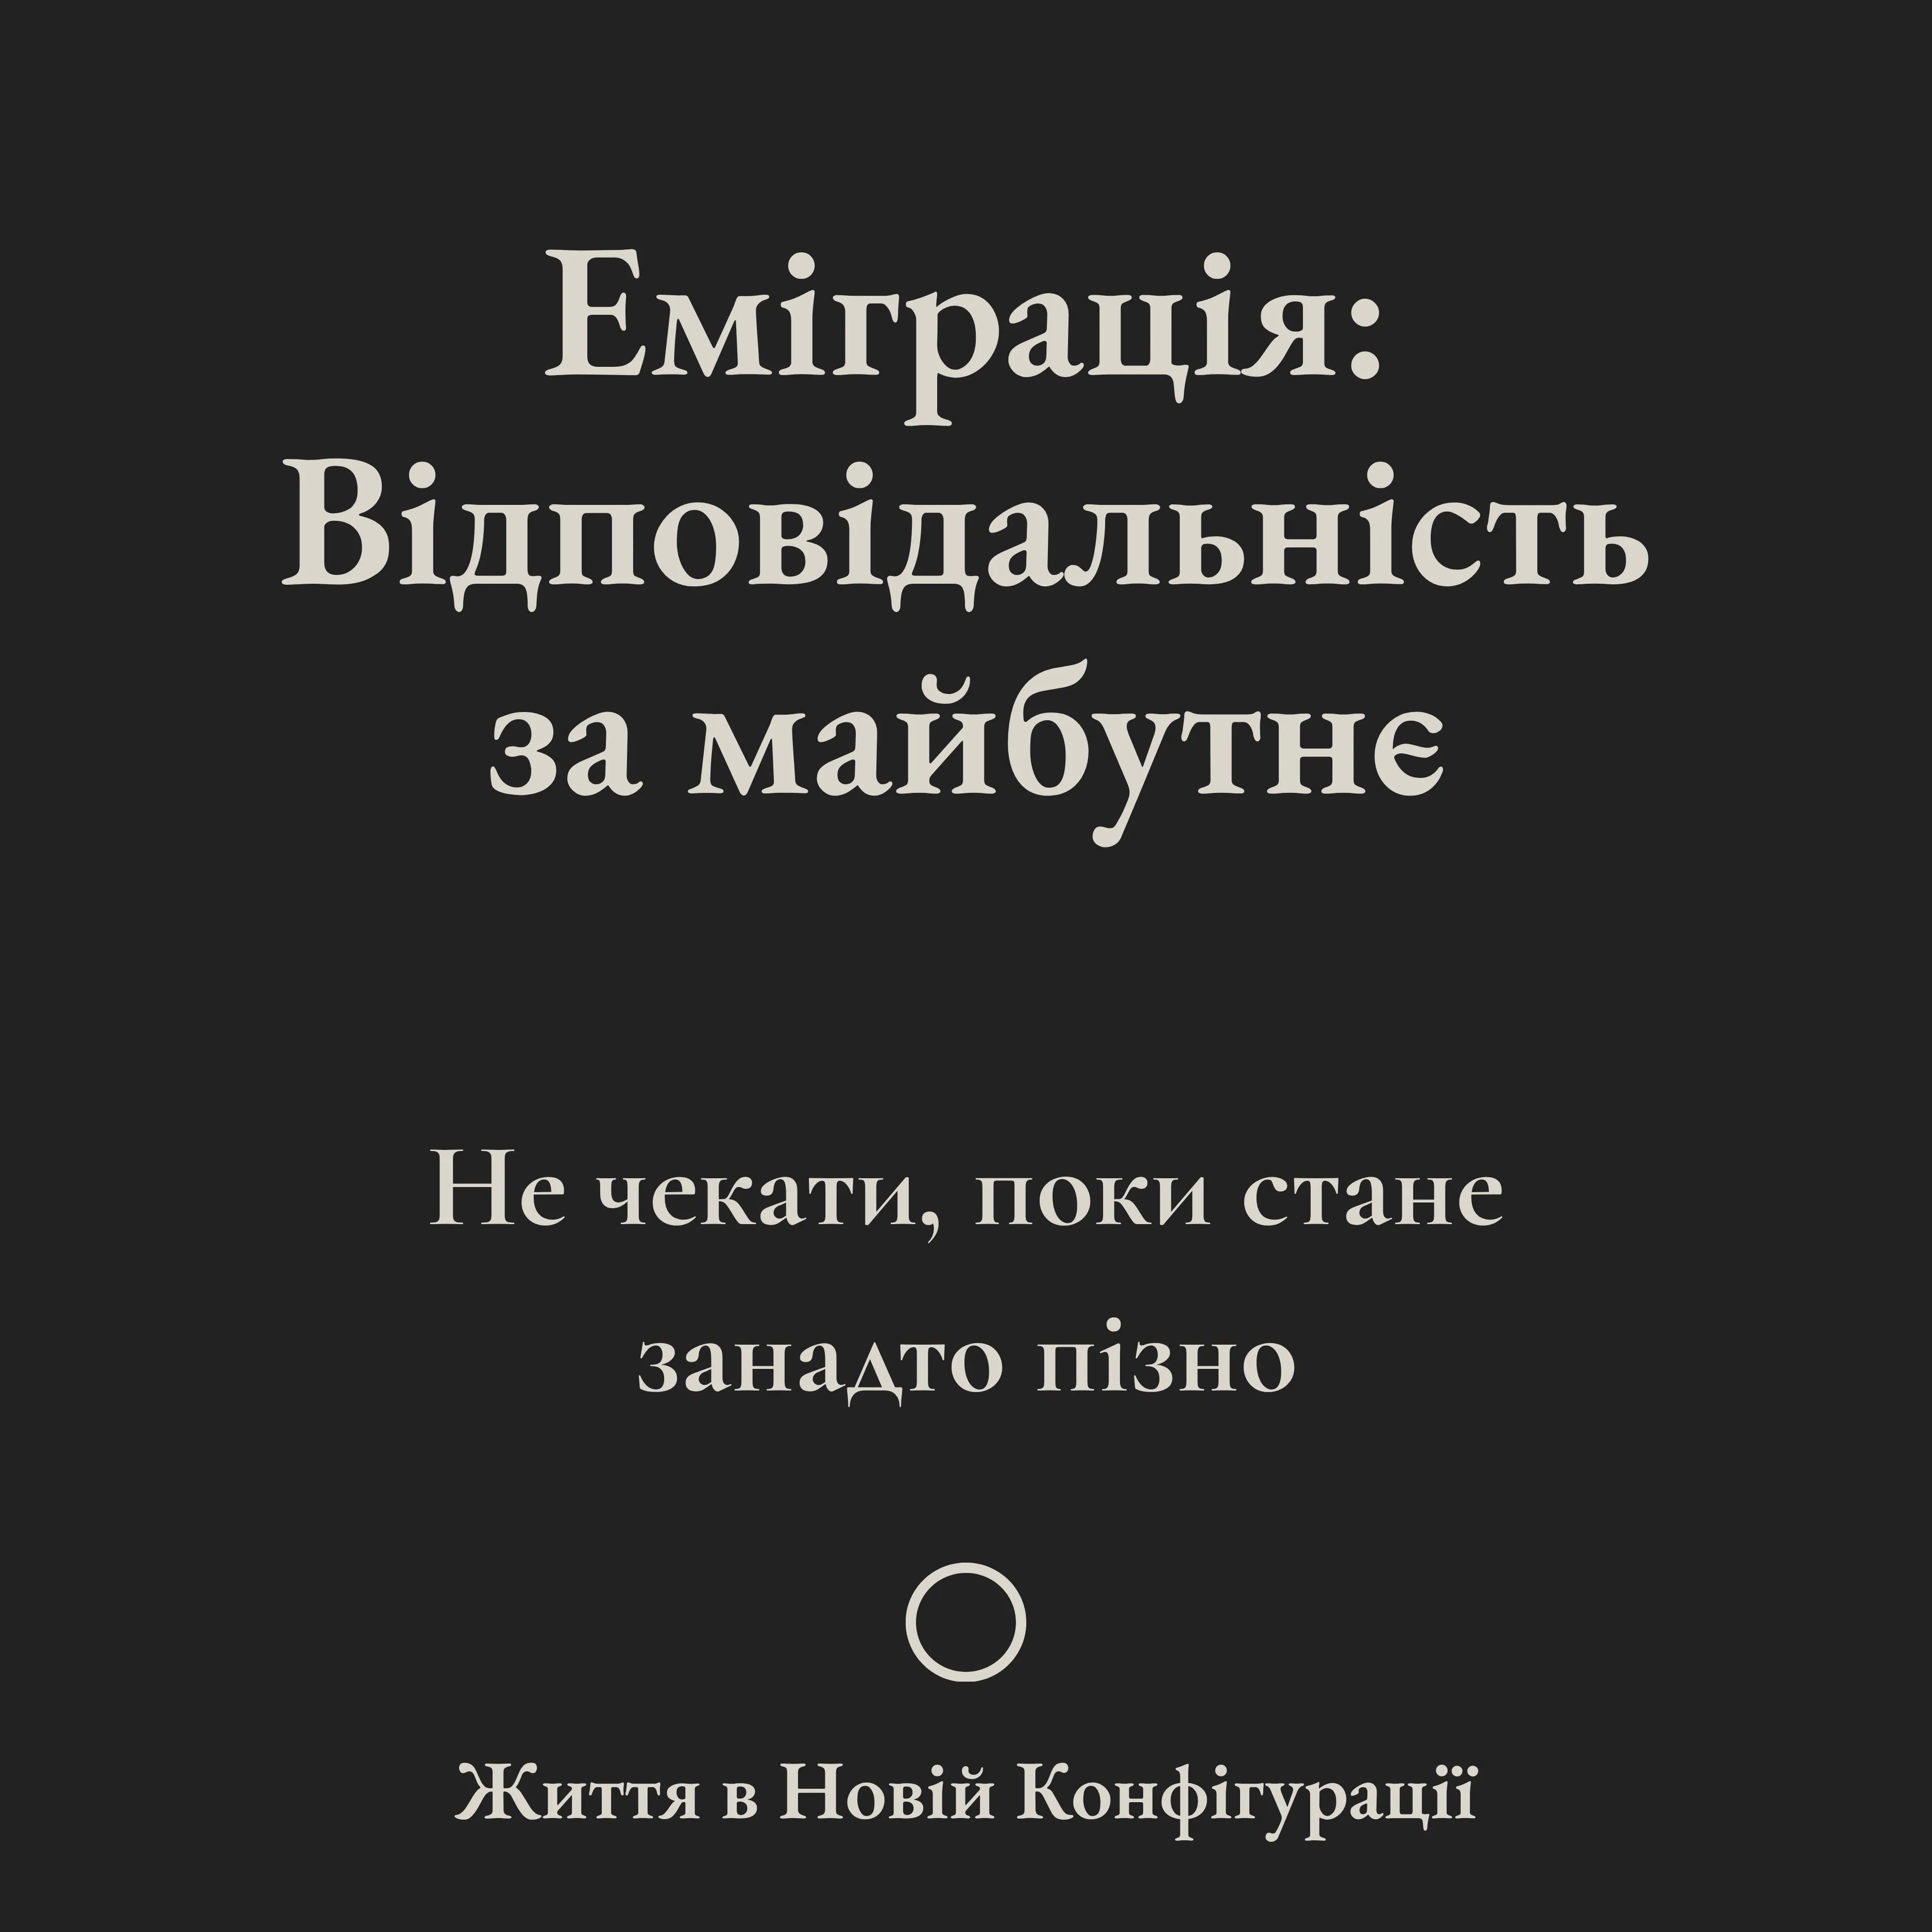 Еміграція:
Відповідальність
за майбутнє
Не чекати, поки стане
занадто пізно
Життя в Новій Конфігурації